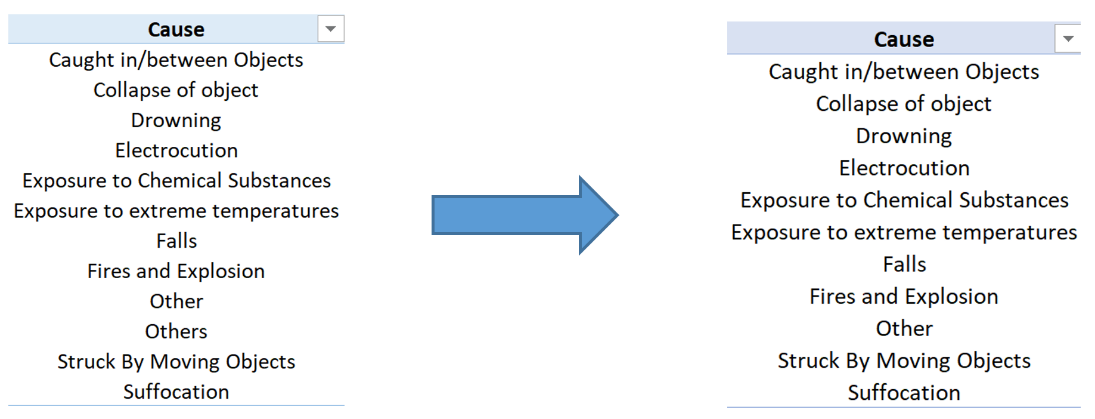 Cause
Caught in/between Objects
Collapse of object
Drowning
Electrocution
Exposure to Chemical Substances
Exposure to extreme temperatures
Falls
Fires and Explosion
Other
Others
Struck By Moving Objects
Suffocation
Cause
Caught in/between Objects
Collapse of object
Drowning
Electrocution
Exposure to Chemical Substances
Exposure to extreme temperatures
Falls
Fires and Explosion
Other
Struck By Moving Objects
Suffocation